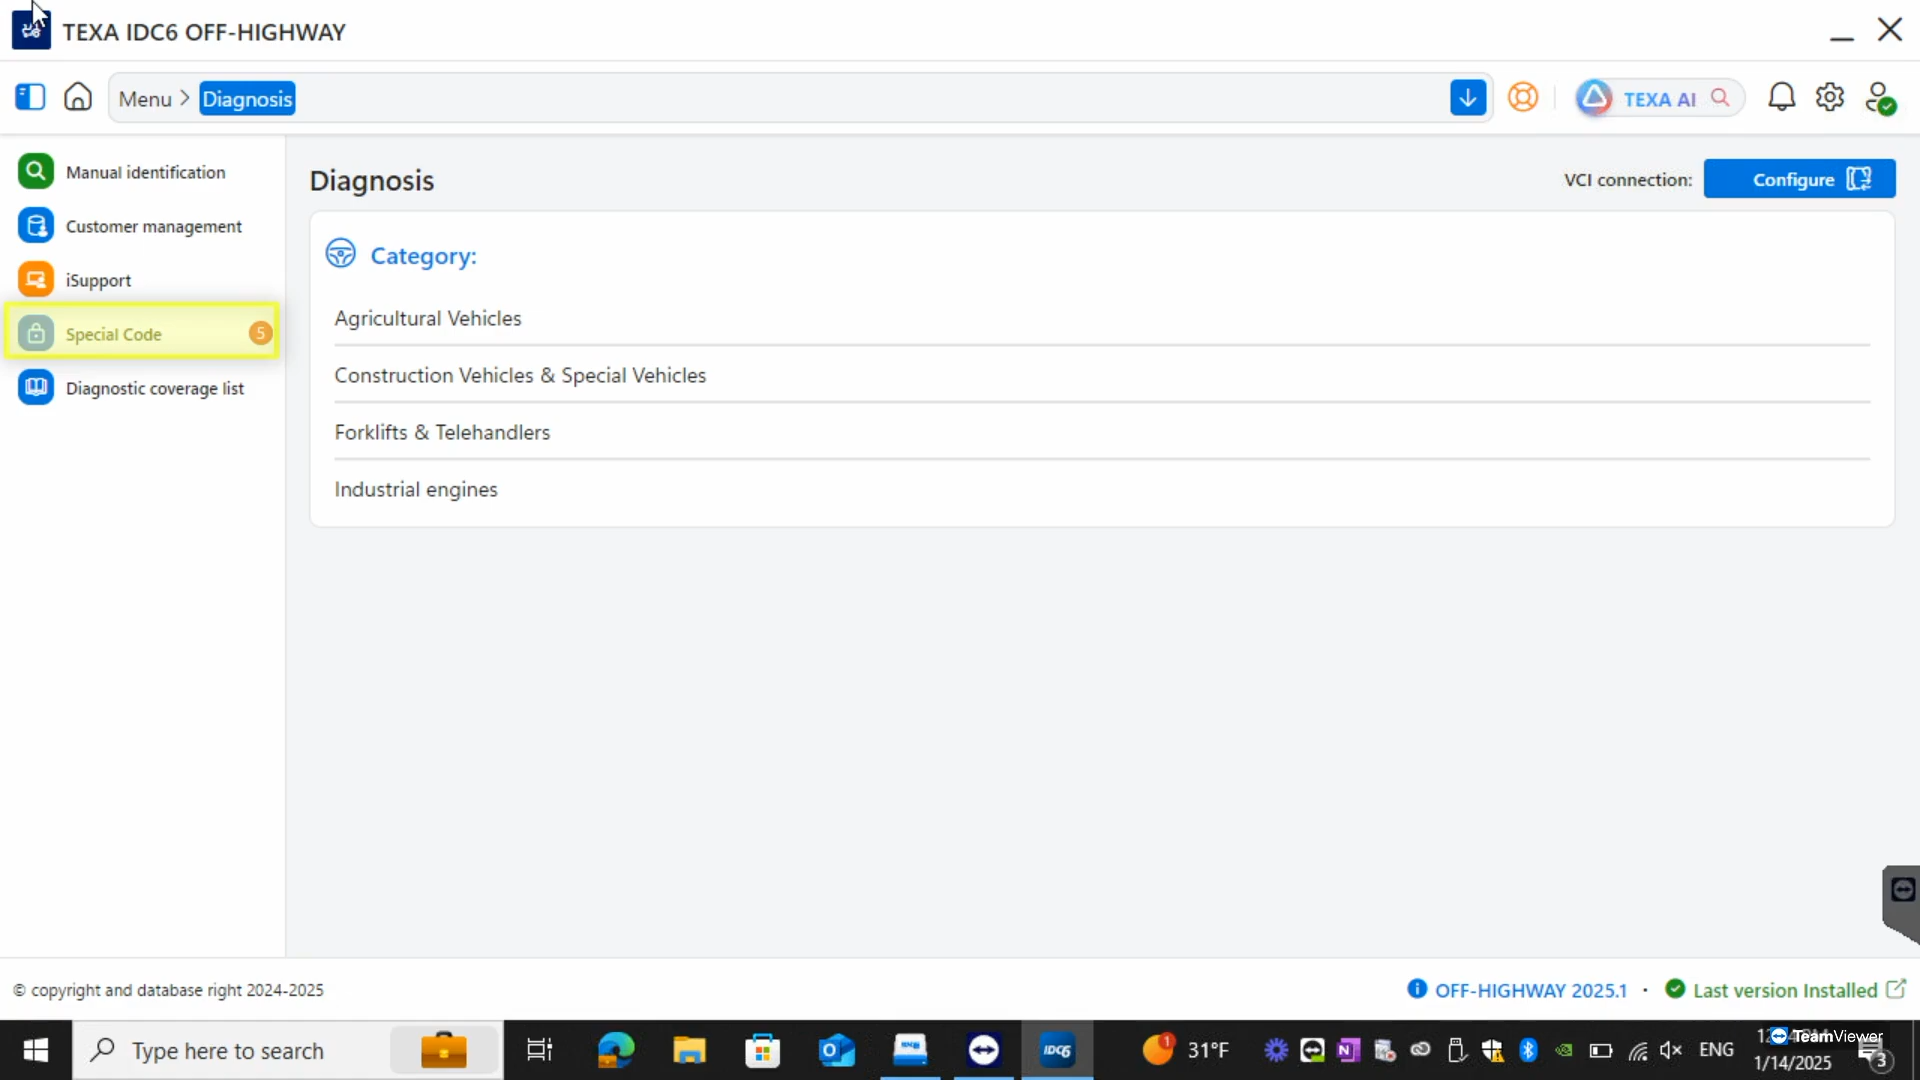 TEXA IDC6 OFF-HIGHWAY
Menu > Diagnosis
TEXA AI
Manual identification
Customer management
iSupport
Special Code 5
Diagnostic coverage list
Diagnosis
VCI connection: Configure
Category:
Agricultural Vehicles
Construction Vehicles & Special Vehicles
Forklifts & Telehandlers
Industrial engines
© copyright and database right 2024-2025
OFF-HIGHWAY 2025.1 · Last version Installed
Type here to search
IDC6
1
31°F
ENG
TeamViewer
1/14/2025
3